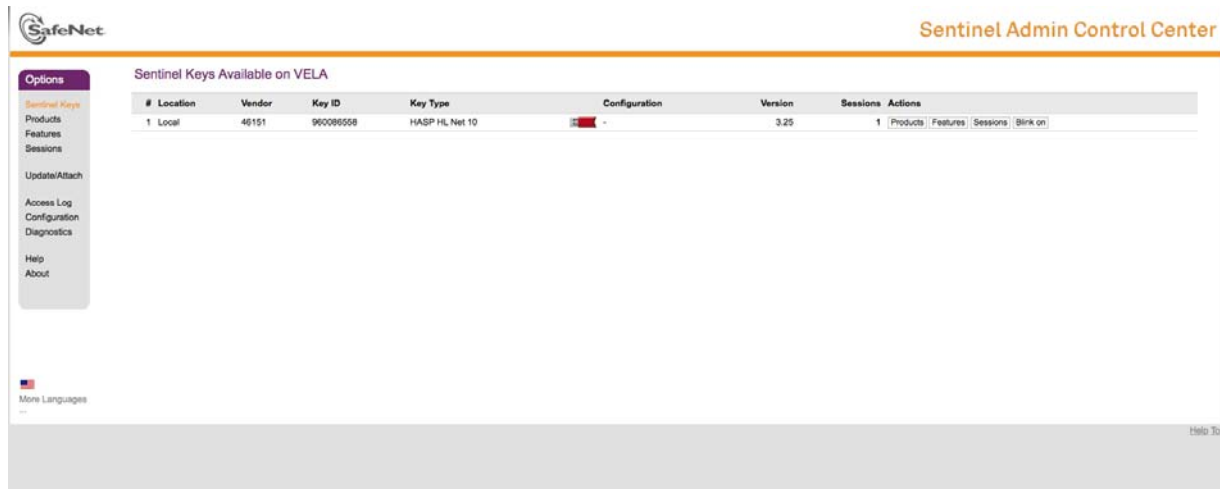 SafeNet
Sentinel Admin Control Center
Options
Sentinel Keys
Products
Features
Sessions
Update/Attach
Access Log
Configuration
Diagnostics
Help
About
More Languages
...
Sentinel Keys Available on VELA
# Location Vendor Key ID Key Type Configuration Version Sessions Actions
1 Local 46151 960086558 HASP HL Net 10 - 3.25 1 Products Features Sessions Blink on
Help To